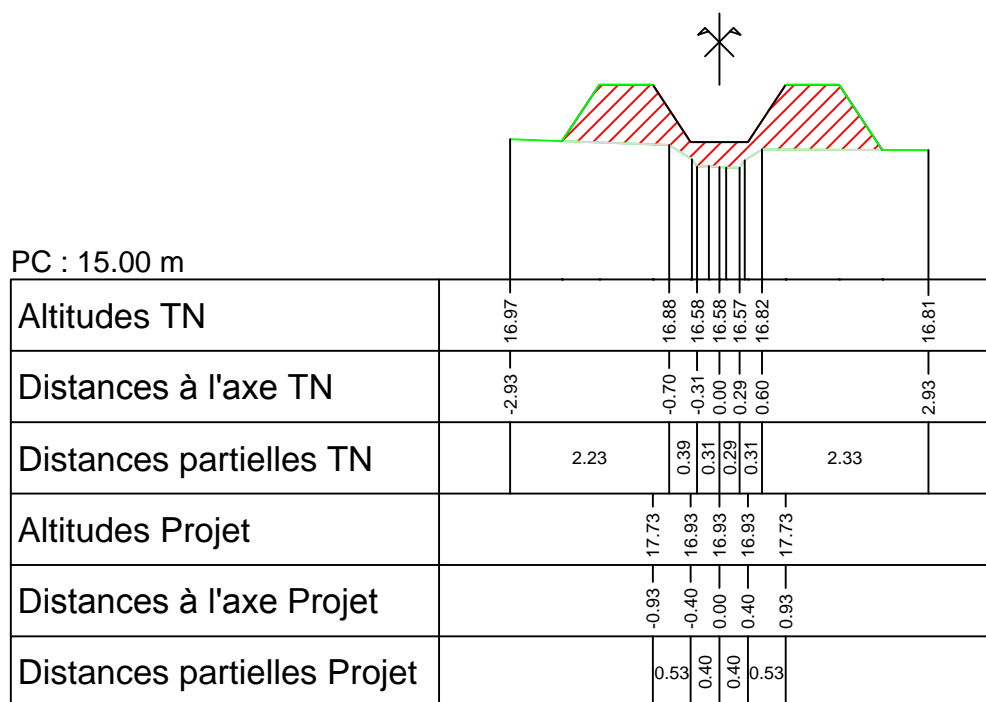 PC : 15.00 m
Altitudes TN 16.97 16.88 16.58 16.58 16.57 16.82 16.81
Distances à l'axe TN -2.93 -0.70 -0.31 0.00 0.29 0.60 2.93
Distances partielles TN 2.23 0.39 0.31 0.29 0.31 2.33
Altitudes Projet 17.73 16.93 16.93 16.93 17.73
Distances à l'axe Projet -0.93 -0.40 0.00 0.40 0.93
Distances partielles Projet 0.53 0.40 0.40 0.53